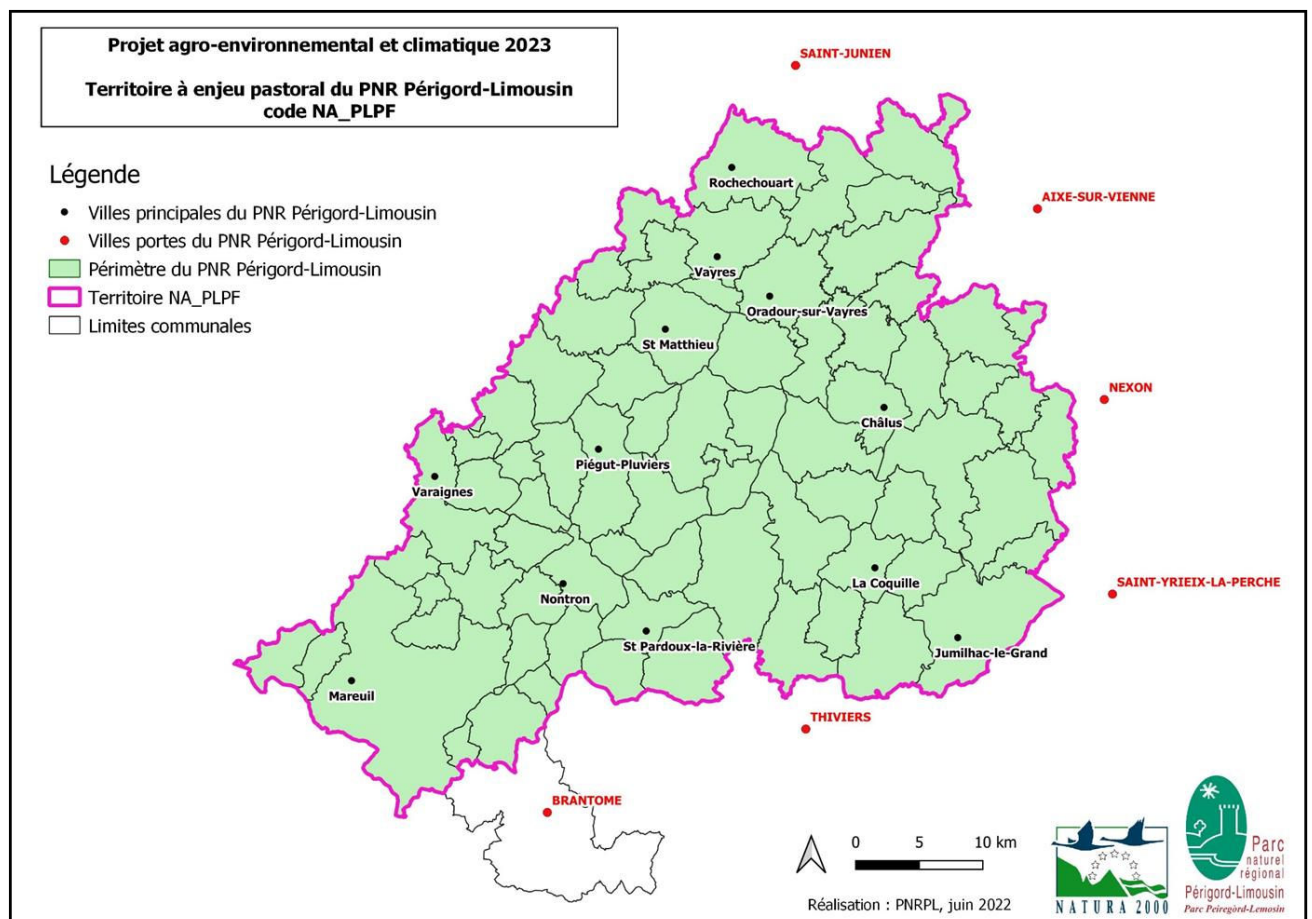 Projet agro-environnemental et climatique 2023
Territoire à enjeu pastoral du PNR Périgord-Limousin
code NA_PLPF
Légende
Villes principales du PNR Périgord-Limousin
Villes portes du PNR Périgord-Limousin
Périmètre du PNR Périgord-Limousin
Territoire NA_PLPF
Limites communales
SAINT-JUNIEN
Rochechouart
AIXE-SUR-VIENNE
Vayres
Oradour-sur-Vayres
St Matthieu
NEXON
Châlus
Piégut-Pluviers
Varaignes
La Coquille
Nontron
SAINT-YRIEIX-LA-PERCHE
St Pardoux-la-Rivière
Jumilhac-le-Grand
Mareuil
THIVIERS
BRANTOME
0 5 10 km
Réalisation : PNRPL, juin 2022
NATURA 2000
Parc
naturel
régional
Périgord-Limousin
Parc Peiregòrd-Lemosin